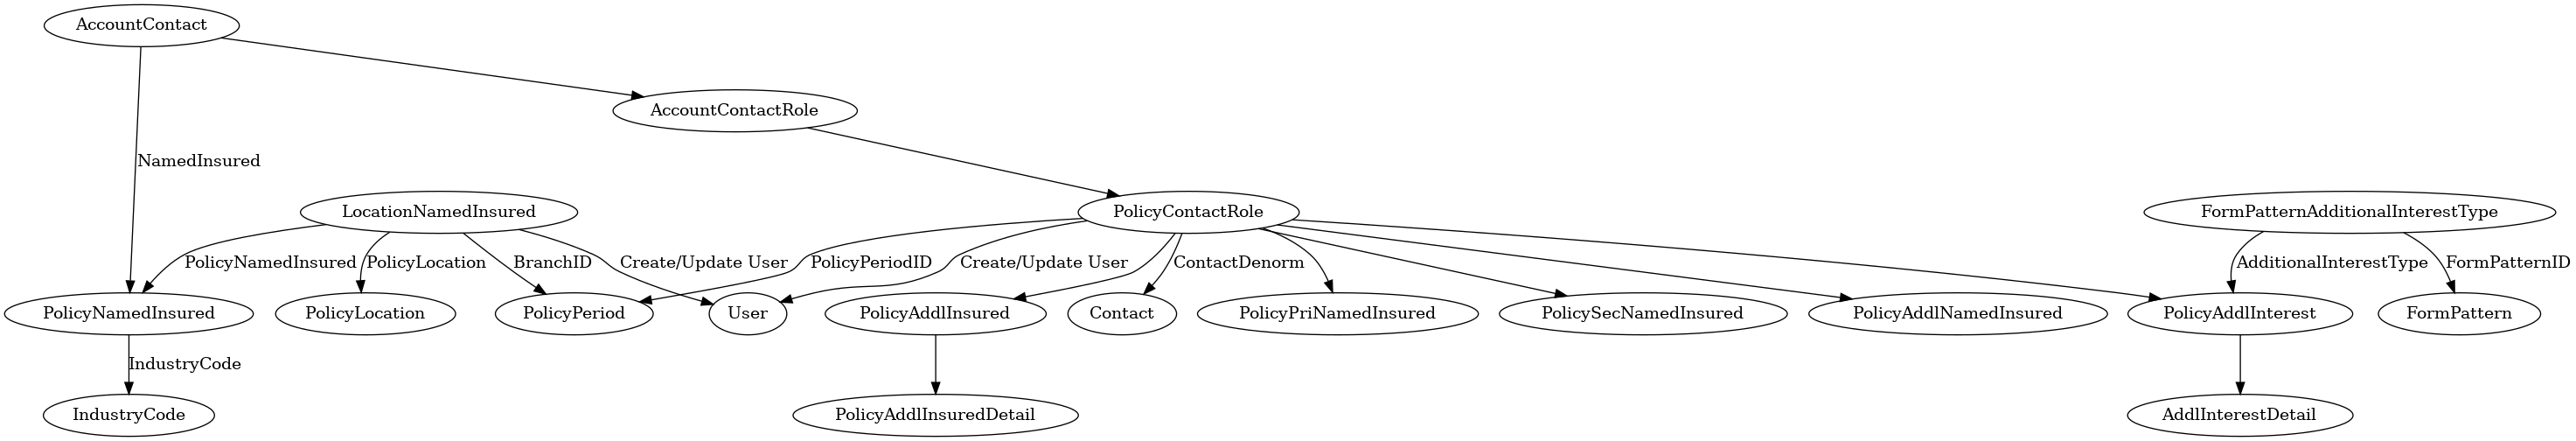 AccountContact
AccountContactRole
NamedInsured
LocationNamedInsured
PolicyContactRole
FormPatternAdditionalInterestType
PolicyNamedInsured
PolicyLocation
BranchID
Create/Update User
PolicyPeriodID
Create/Update User
ContactDenorm
AdditionalInterestType
FormPatternID
PolicyNamedInsured
PolicyLocation
PolicyPeriod
User
PolicyAddlInsured
Contact
PolicyPriNamedInsured
PolicySecNamedInsured
PolicyAddlNamedInsured
PolicyAddlInterest
FormPattern
IndustryCode
IndustryCode
PolicyAddlInsuredDetail
AddlInterestDetail